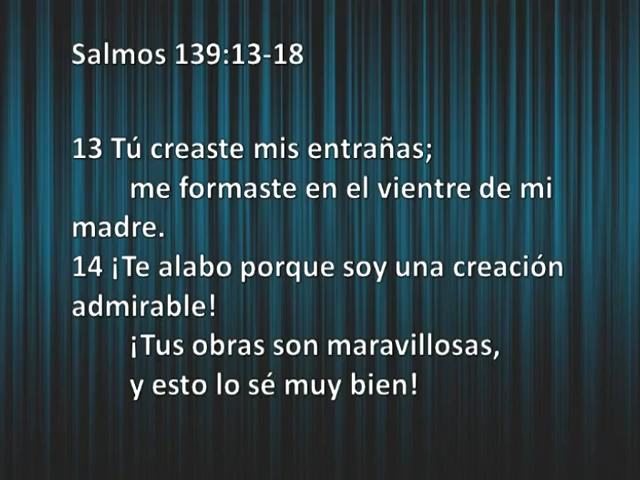 Salmos 139:13-18
13 Tú creaste mis entrañas;
me formaste en el vientre de mi
madre.
14 ¡Te alabo porque soy una creación
admirable!
¡Tus obras son maravillosas,
y esto lo sé muy bien!